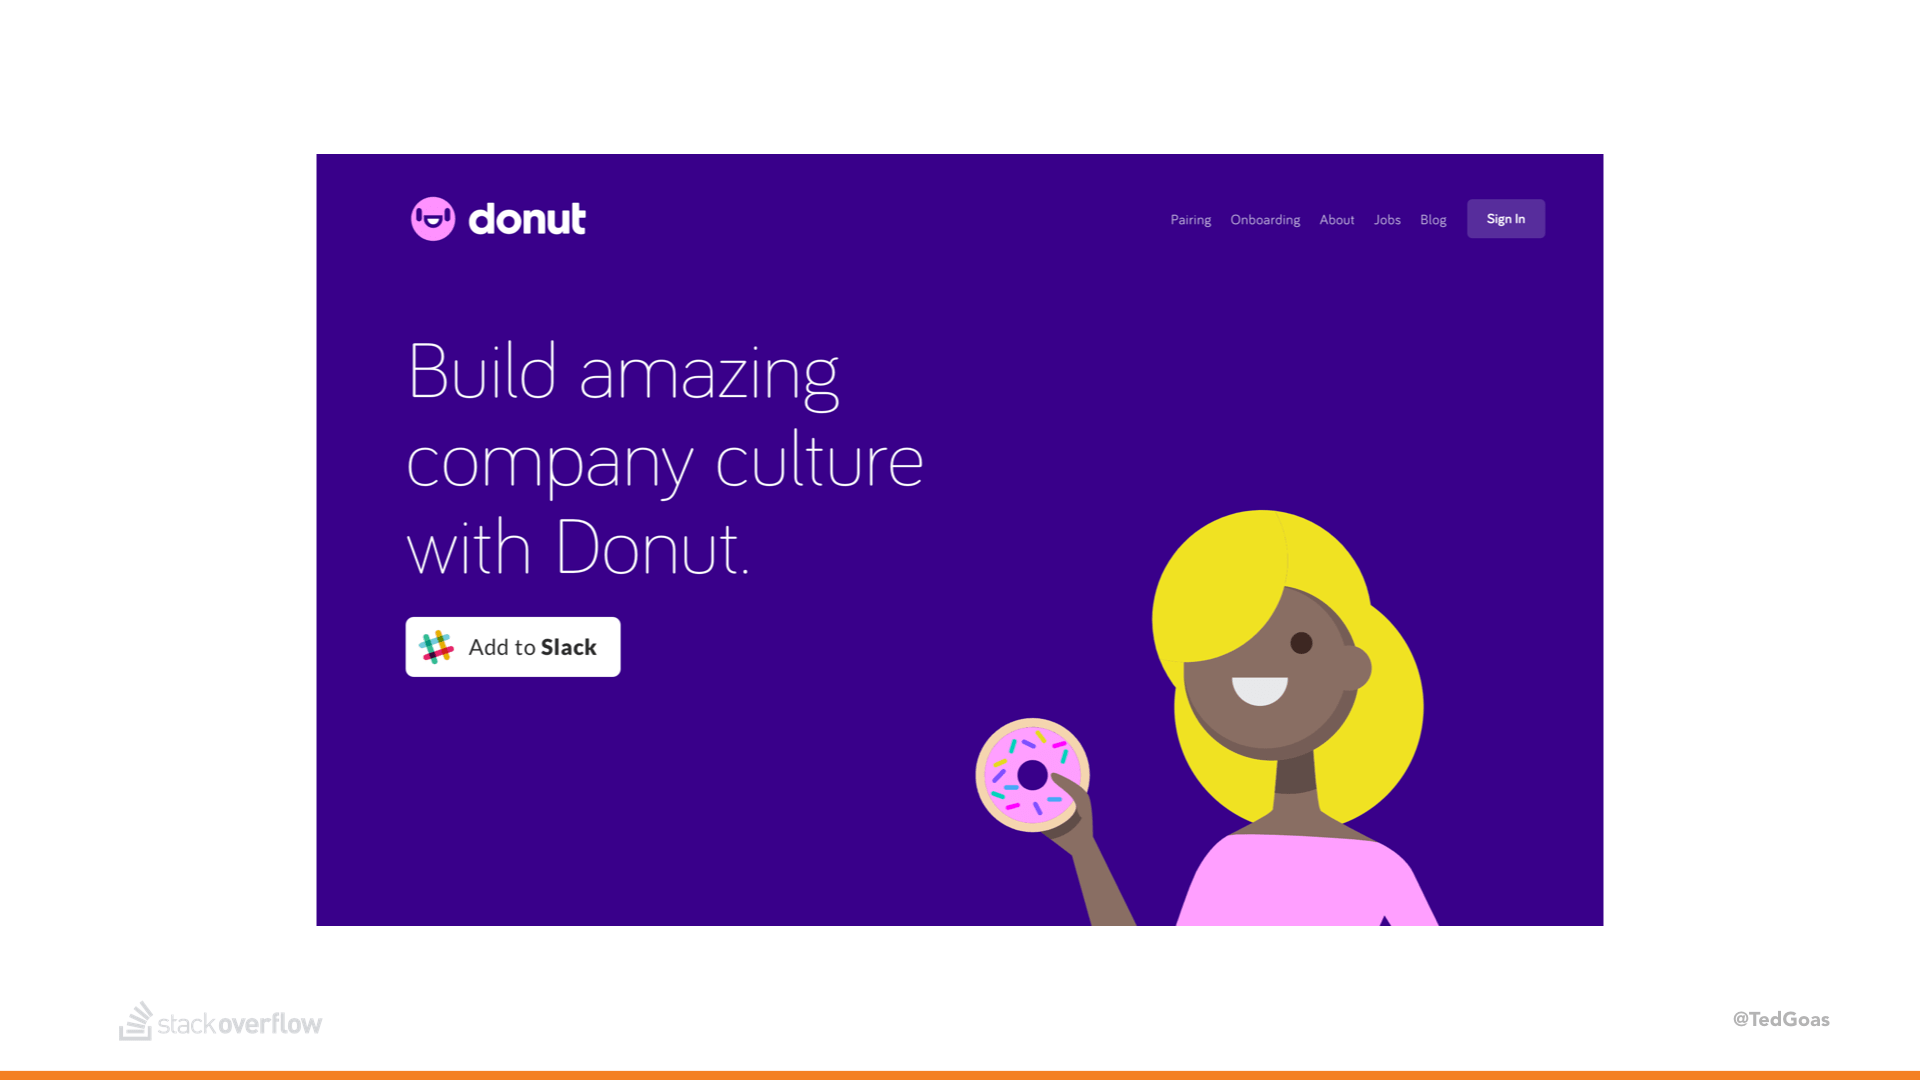 donut
Pairing Onboarding About Jobs Blog Sign In
Build amazing
company culture
with Donut.
Add to Slack
stackoverflow
@TedGoas